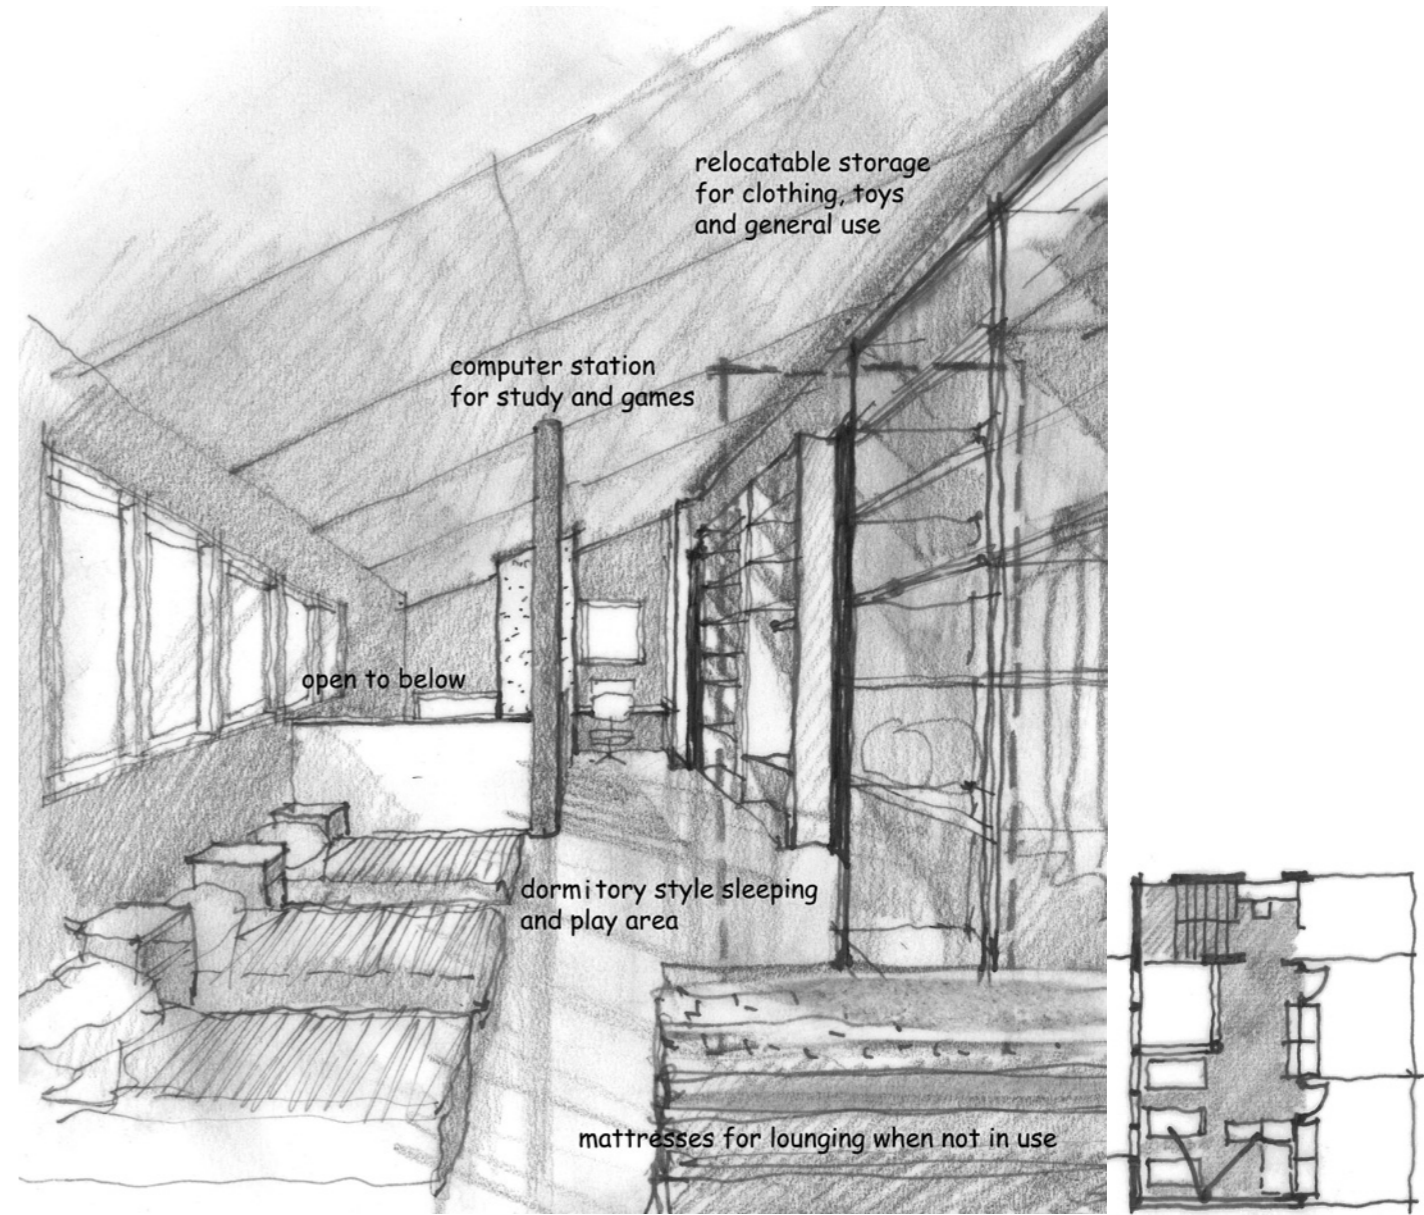 relocatable storage
for clothing, toys
and general use
computer station
for study and games
open to below
dormitory style sleeping
and play area
mattresses for lounging when not in use